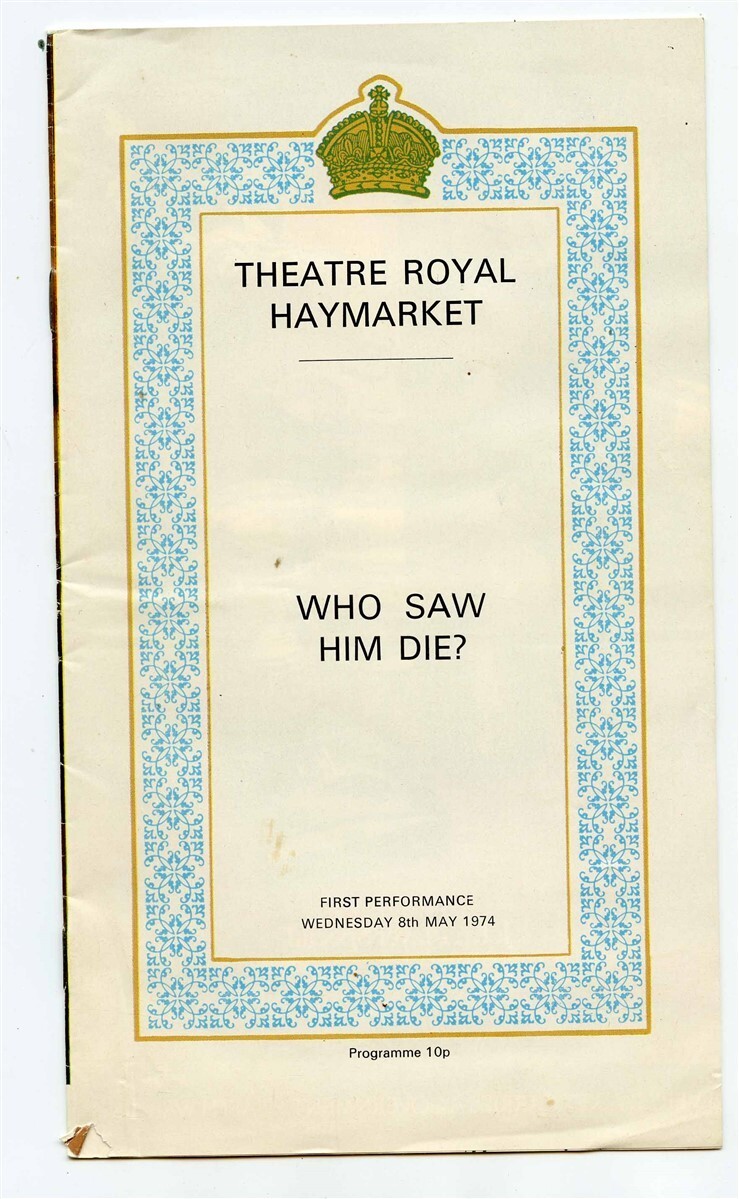 THEATRE ROYAL
HAYMARKET
WHO SAW
HIM DIE?
FIRST PERFORMANCE
WEDNESDAY 8th MAY 1974
Programme 10p